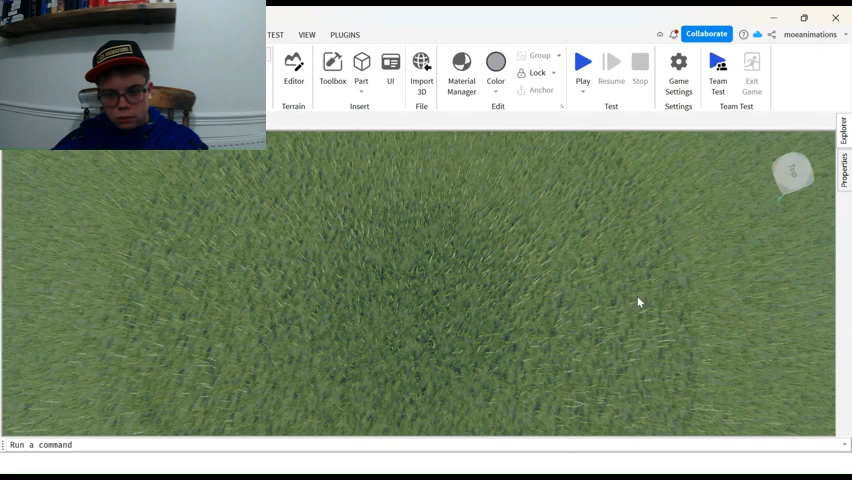 TEST VIEW PLUGINS
Collaborate
moeanimations
Editor
Toolbox
Part
UI
Import
3D
Material
Manager
Color
Group
Lock
Anchor
Play
Resume
Stop
Game
Settings
Team
Test
Exit
Game
Terrain
Insert
File
Edit
Test
Settings
Team Test
Explorer
Properties
TOP
Run a command